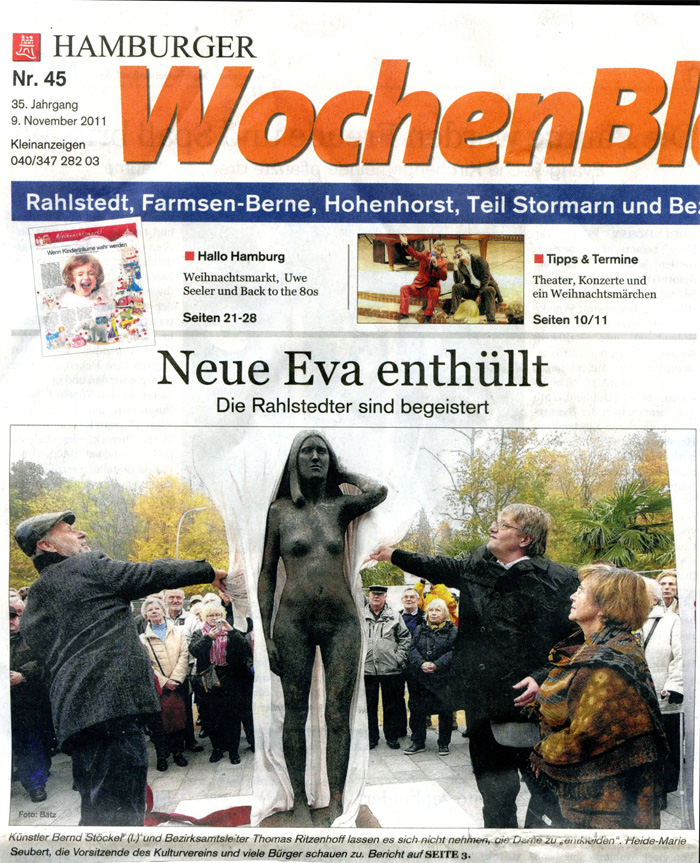 HAMBURGER
Nr. 45
35. Jahrgang
9. November 2011
Kleinanzeigen
040/347 282 03
WochenBl
Rahlstedt, Farmsen-Berne, Hohenhorst, Teil Stormarn und Be
Weihnachtsmarkt
Wenn Kinderträume wahr werden
Hallo Hamburg
Weihnachtsmarkt, Uwe
Seeler und Back to the 80s
Seiten 21-28
Tipps & Termine
Theater, Konzerte und
ein Weihnachtsmärchen
Seiten 10/11
Neue Eva enthüllt
Die Rahlstedter sind begeistert
Foto: Bätz
Künstler Bernd Stöckel (l.) und Bezirksamtsleiter Thomas Ritzenhoff lassen es sich nicht nehmen, die Dame zu „entkleiden“. Heide-Marie
Seubert, die Vorsitzende des Kulturvereins und viele Bürger schauen zu. Bericht auf SEITE 3.